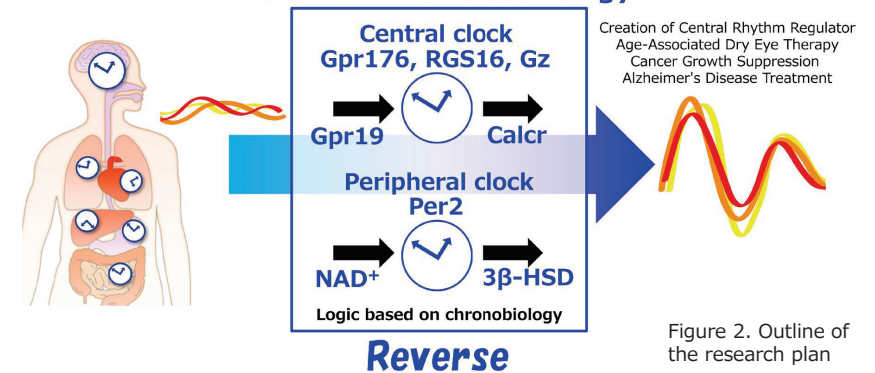 Central clock
Gpr176, RGS16, Gz
Gpr19
Calcr
Peripheral clock
Per2
NAD⁺
3β-HSD
Logic based on chronobiology
Reverse
Creation of Central Rhythm Regulator
Age-Associated Dry Eye Therapy
Cancer Growth Suppression
Alzheimer's Disease Treatment
Figure 2. Outline of
the research plan